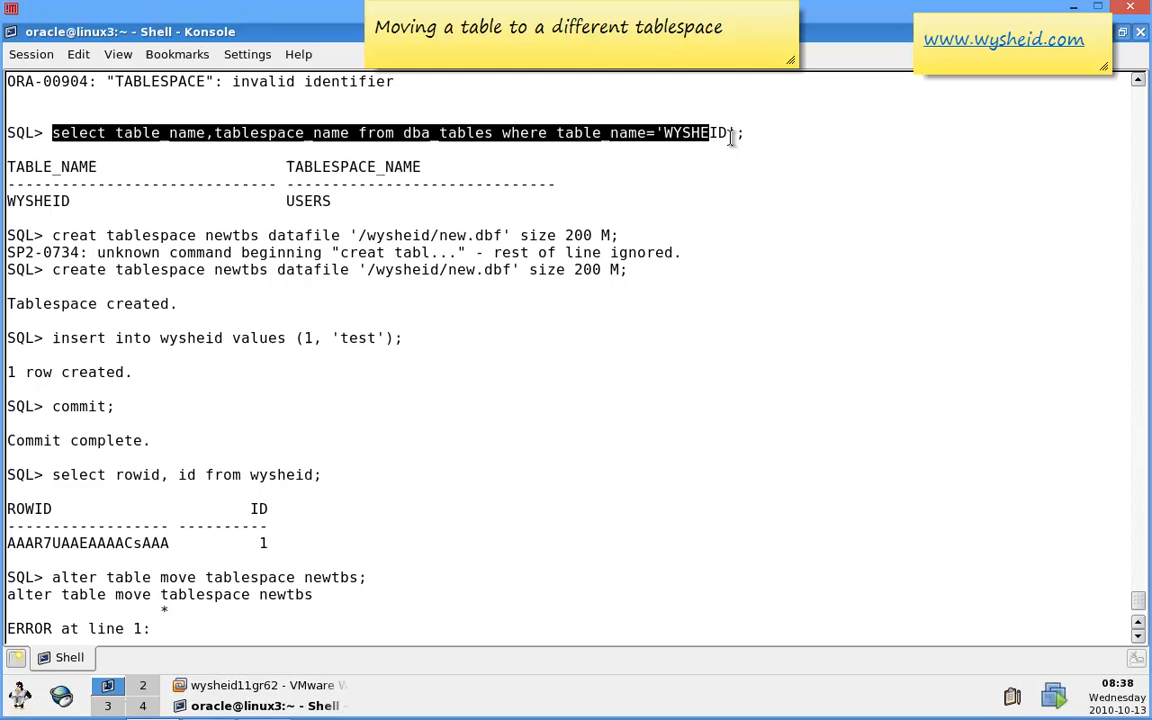 Moving a table to a different tablespace
www.wysheid.com
oracle@linux3:~ - Shell - Konsole
Session Edit View Bookmarks Settings Help
ORA-00904: "TABLESPACE": invalid identifier
SQL> select table_name,tablespace_name from dba_tables where table_name='WYSHEID';
TABLE_NAME TABLESPACE_NAME
------------------------------ ------------------------------
WYSHEID USERS
SQL> creat tablespace newtbs datafile '/wysheid/new.dbf' size 200 M;
SP2-0734: unknown command beginning "creat tabl..." - rest of line ignored.
SQL> create tablespace newtbs datafile '/wysheid/new.dbf' size 200 M;
Tablespace created.
SQL> insert into wysheid values (1, 'test');
1 row created.
SQL> commit;
Commit complete.
SQL> select rowid, id from wysheid;
ROWID ID
------------------ ----------
AAAR7UAAEAAAACsAAA 1
SQL> alter table move tablespace newtbs;
alter table move tablespace newtbs
*
ERROR at line 1:
Shell
2
wysheid11gr62 - VMware W
3 4
oracle@linux3:~ - Shell - K
08:38
Wednesday
2010-10-13